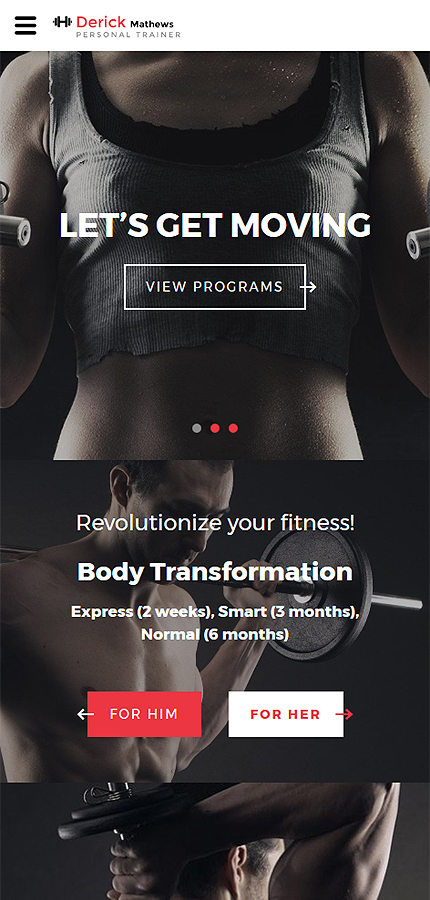 Derick Mathews
PERSONAL TRAINER
LET’S GET MOVING
VIEW PROGRAMS
Revolutionize your fitness!
Body Transformation
Express (2 weeks), Smart (3 months),
Normal (6 months)
FOR HIM
FOR HER